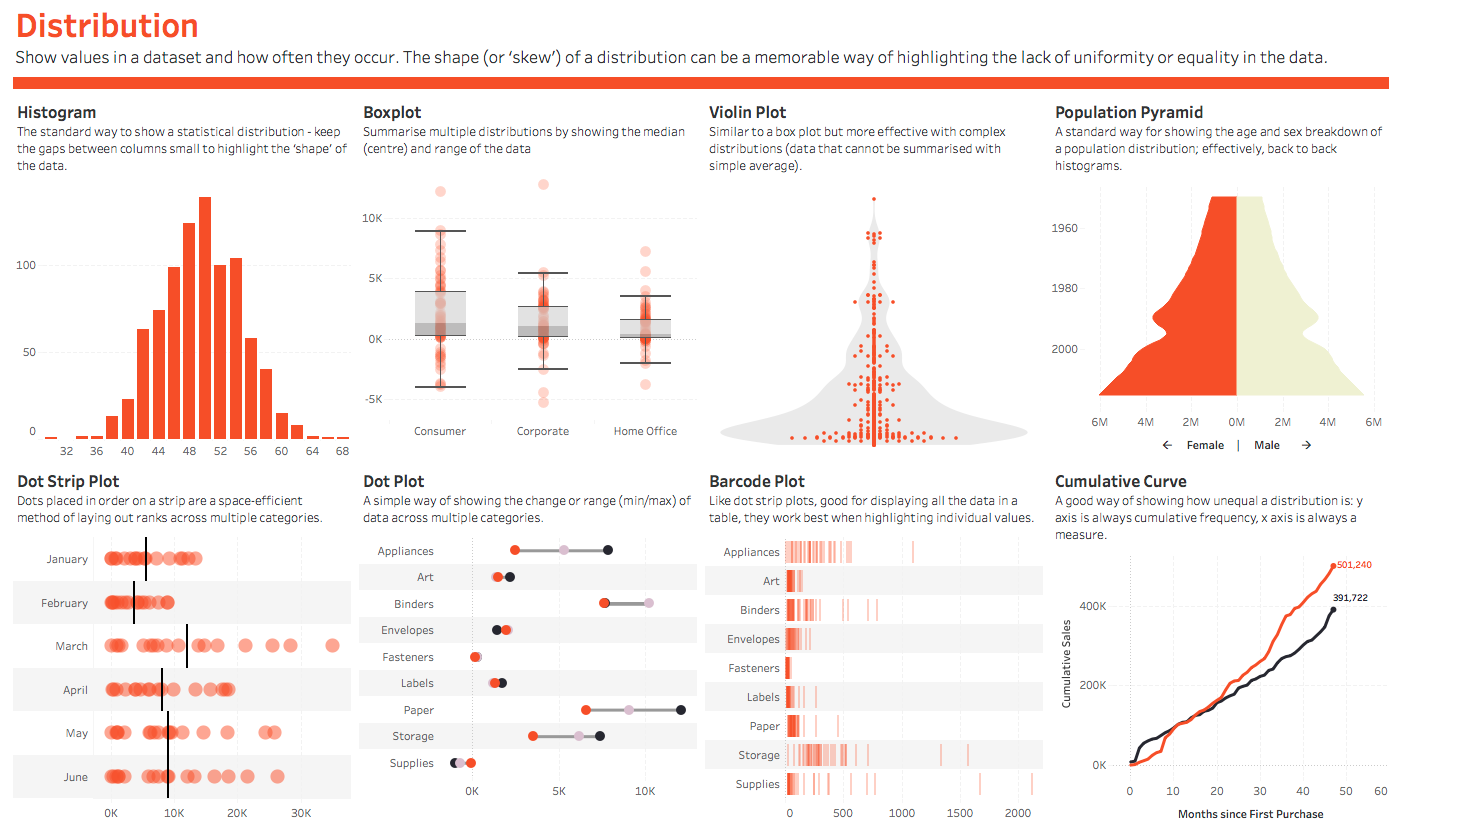 Distribution
Show values in a dataset and how often they occur. The shape (or ‘skew’) of a distribution can be a memorable way of highlighting the lack of uniformity or equality in the data.
Histogram
The standard way to show a statistical distribution - keep
the gaps between columns small to highlight the ‘shape’ of
the data.
100
50
0
32 36 40 44 48 52 56 60 64 68
Boxplot
Summarise multiple distributions by showing the median
(centre) and range of the data
10K
5K
0K
-5K
Consumer Corporate Home Office
Violin Plot
Similar to a box plot but more effective with complex
distributions (data that cannot be summarised with
simple average).
Population Pyramid
A standard way for showing the age and sex breakdown of
a population distribution; effectively, back to back
histograms.
1960
1980
2000
6M 4M 2M 0M 2M 4M 6M
← Female | Male →
Dot Strip Plot
Dots placed in order on a strip are a space-efficient
method of laying out ranks across multiple categories.
January
February
March
April
May
June
0K 10K 20K 30K
Dot Plot
A simple way of showing the change or range (min/max) of
data across multiple categories.
Appliances
Art
Binders
Envelopes
Fasteners
Labels
Paper
Storage
Supplies
0K 5K 10K
Barcode Plot
Like dot strip plots, good for displaying all the data in a
table, they work best when highlighting individual values.
Appliances
Art
Binders
Envelopes
Fasteners
Labels
Paper
Storage
Supplies
0 500 1000 1500 2000
Cumulative Curve
A good way of showing how unequal a distribution is: y
axis is always cumulative frequency, x axis is always a
measure.
501,240
391,722
400K
200K
0K
Cumulative Sales
0 10 20 30 40 50 60
Months since First Purchase